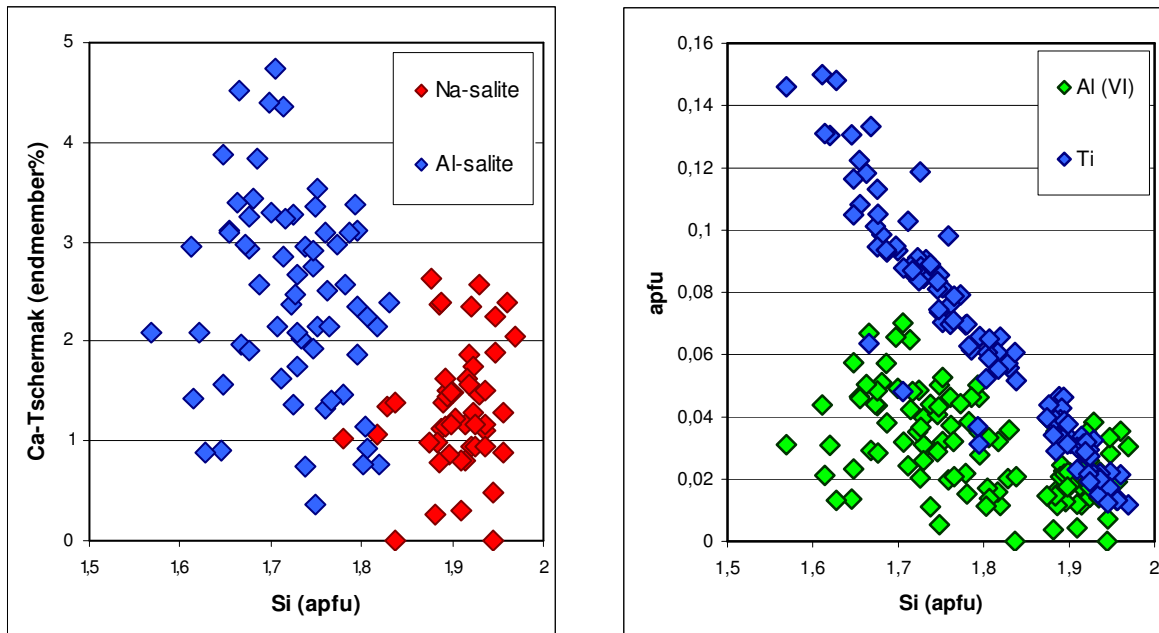 5
4
3
2
1
0
Ca-Tschermak (endmember%)
Na-salite
Al-salite
1,5 1,6 1,7 1,8 1,9 2
Si (apfu)
0,16
0,14
0,12
0,1
0,08
0,06
0,04
0,02
0
apfu
Al (VI)
Ti
1,5 1,6 1,7 1,8 1,9 2
Si (apfu)